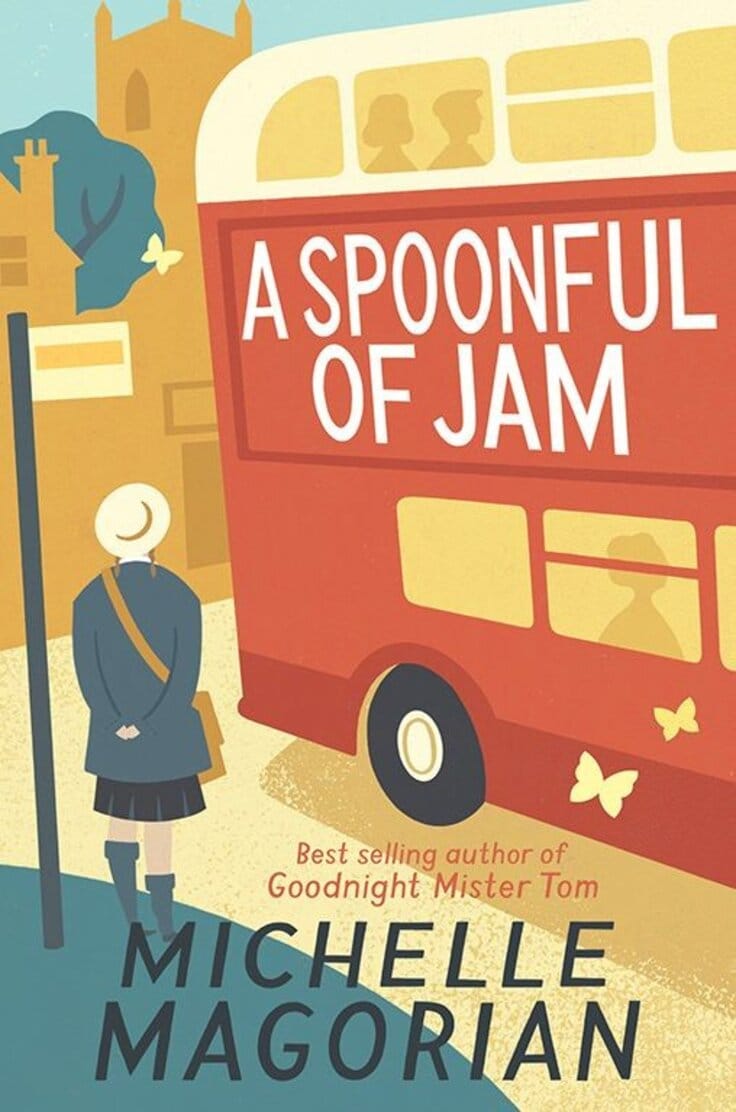 A SPOONFUL
OF JAM
Best selling author of
Goodnight Mister Tom
MICHELLE
MAGORIAN